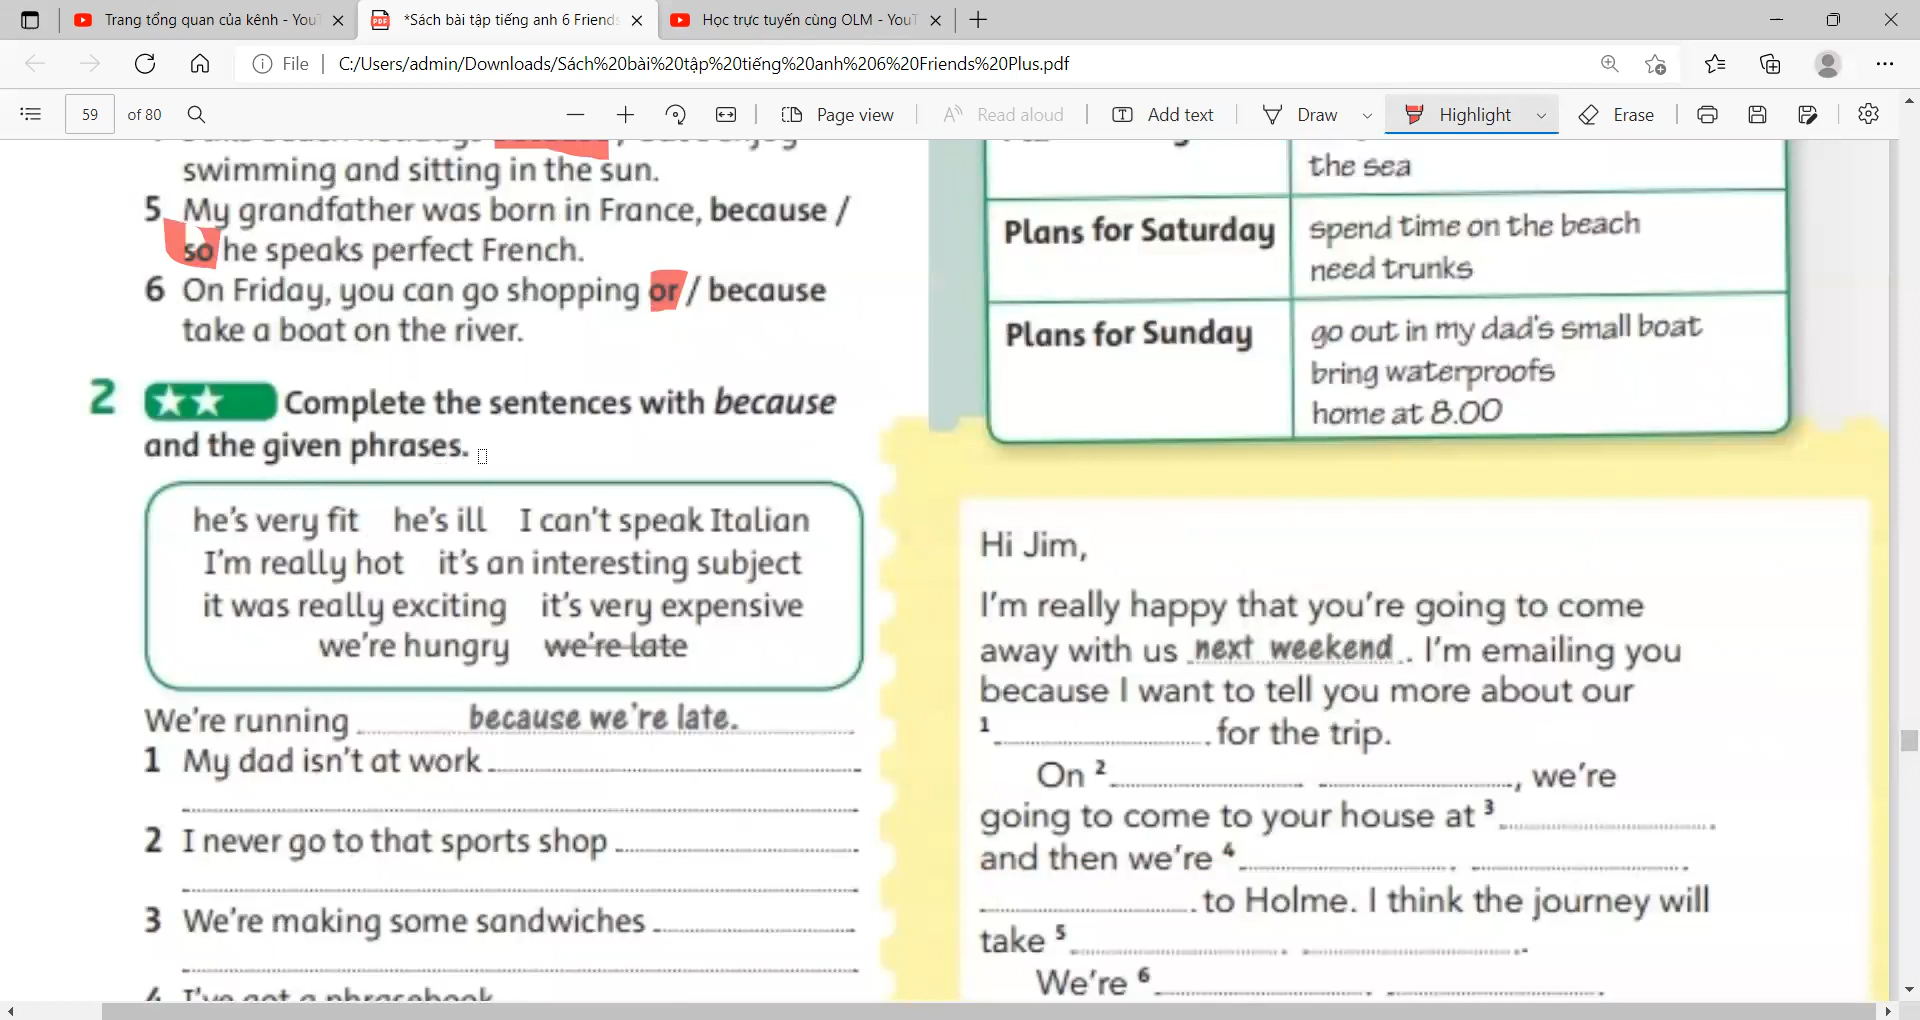 Trang tổng quan của kênh - You
*Sách bài tập tiếng anh 6 Friends
Học trực tuyến cùng OLM - YouT
File
C:/Users/admin/Downloads/Sách%20bài%20tập%20tiếng%20anh%206%20Friends%20Plus.pdf
59 of 80
Page view
Read aloud
Add text
Draw
Highlight
Erase
swimming and sitting in the sun.
5 My grandfather was born in France, because /
so he speaks perfect French.
6 On Friday, you can go shopping or / because
take a boat on the river.
2 Complete the sentences with because
and the given phrases.
he's very fit he's ill I can't speak Italian
I'm really hot it's an interesting subject
it was really exciting it's very expensive
we're hungry we're late
We're running because we're late.
1 My dad isn't at work
2 I never go to that sports shop
3 We're making some sandwiches
4 I've got a phrasebook
the sea
Plans for Saturday
spend time on the beach
need trunks
Plans for Sunday
go out in my dad's small boat
bring waterproofs
home at 8.00
Hi Jim,
I'm really happy that you're going to come
away with us next weekend. I'm emailing you
because I want to tell you more about our
1 for the trip.
On 2 , we're
going to come to your house at 3
and then we're 4
to Holme. I think the journey will
take 5
We're 6